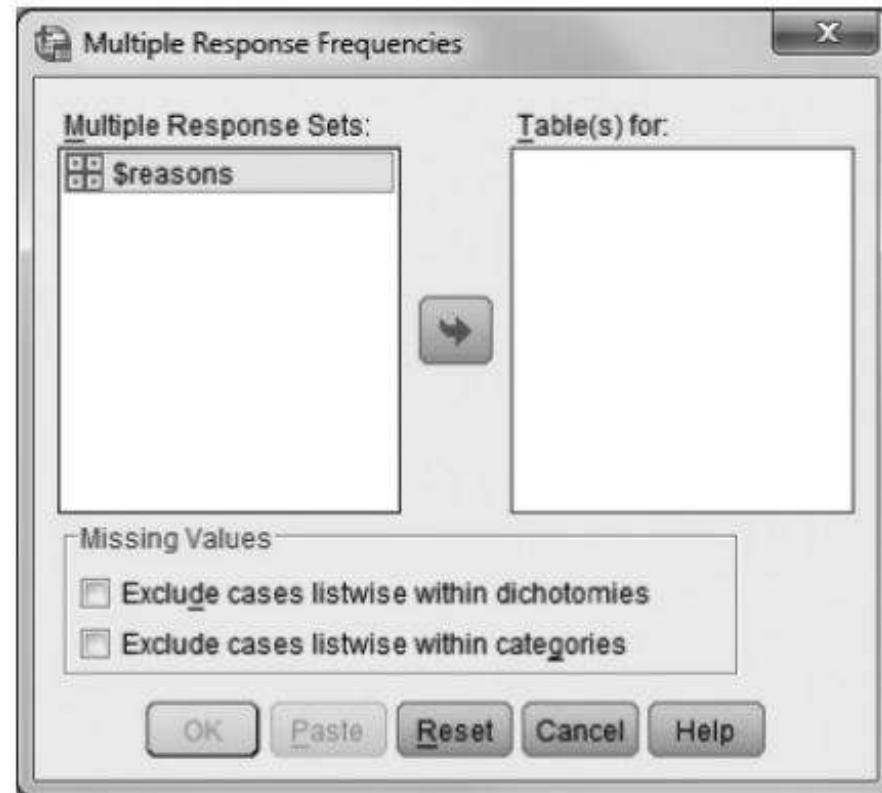 Multiple Response Frequencies
x
Multiple Response Sets:
Table(s) for:
$reasons
Missing Values
Exclude cases listwise within dichotomies
Exclude cases listwise within categories
OK Paste Reset Cancel Help